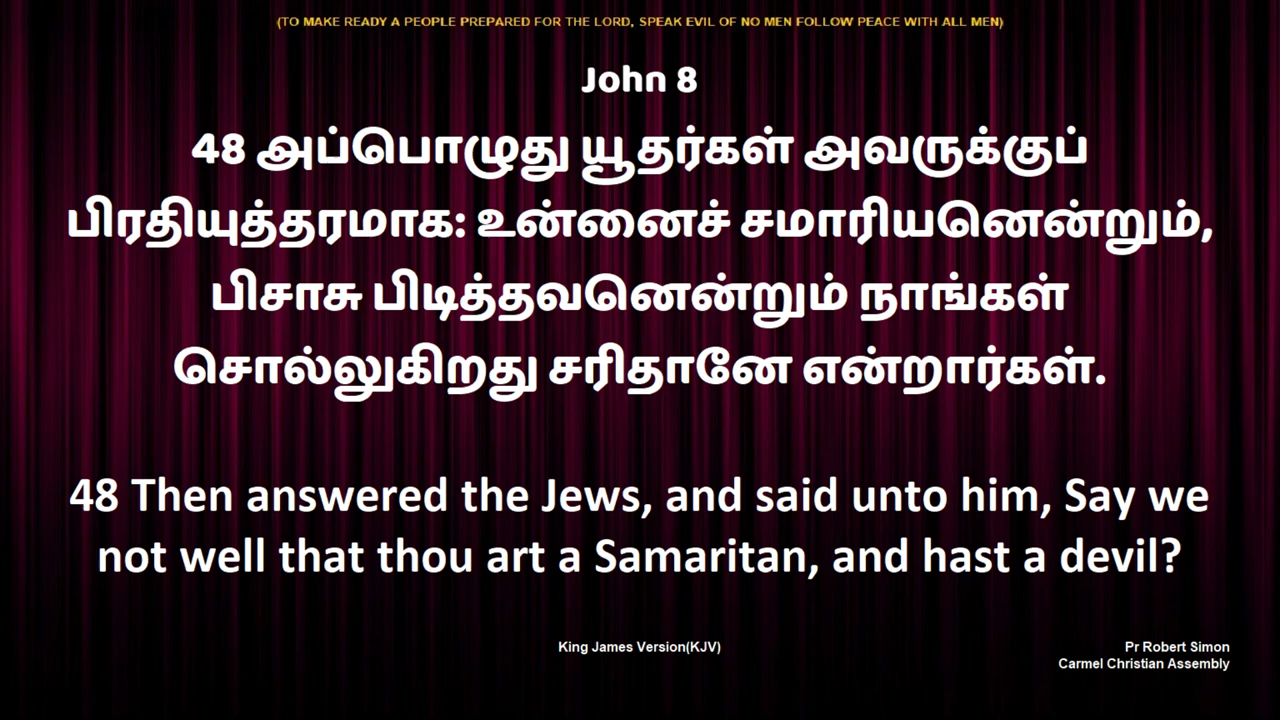 (TO MAKE READY A PEOPLE PREPARED FOR THE LORD, SPEAK EVIL OF NO MEN FOLLOW PEACE WITH ALL MEN)
John 8
48 அப்பொழுது யூதர்கள் அவருக்குப்
பிரதியுத்தரமாக: உன்னைச் சமாரியனென்றும்,
பிசாசு பிடித்தவனென்றும் நாங்கள்
சொல்லுகிறது சரிதானே என்றார்கள்.
48 Then answered the Jews, and said unto him, Say we
not well that thou art a Samaritan, and hast a devil?
King James Version(KJV)
Pr Robert Simon
Carmel Christian Assembly